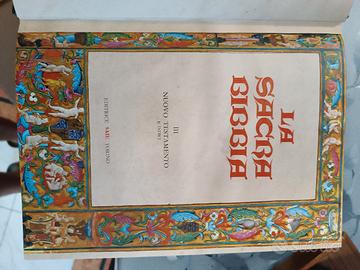 LA
SACRA
BIBBIA
III
NUOVO TESTAMENTO
EDITRICE SAIE TORINO